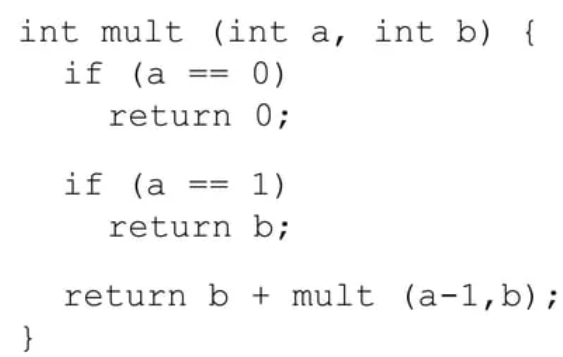 int mult (int a, int b) {
  if (a == 0)
    return 0;
  if (a == 1)
    return b;
  return b + mult (a-1,b);
}